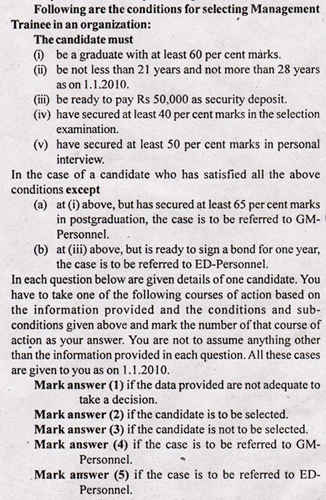 Following are the conditions for selecting Management
Trainee in an organization:
The candidate must
(i) be a graduate with at least 60 per cent marks.
(ii) be not less than 21 years and not more than 28 years
as on 1.1.2010.
(iii) be ready to pay Rs 50,000 as security deposit.
(iv) have secured at least 40 per cent marks in the selection
examination.
(v) have secured at least 50 per cent marks in personal
interview.
In the case of a candidate who has satisfied all the above
conditions except
(a) at (i) above, but has secured at least 65 per cent marks
in postgraduation, the case is to be referred to GM-
Personnel.
(b) at (iii) above, but is ready to sign a bond for one year,
the case is to be referred to ED-Personnel.
In each question below are given details of one candidate. You
have to take one of the following courses of action based on
the information provided and the conditions and sub-
conditions given above and mark the number of that course of
action as your answer. You are not to assume anything other
than the information provided in each question. All these cases
are given to you as on 1.1.2010.
Mark answer (1) if the data provided are not adequate to
take a decision.
Mark answer (2) if the candidate is to be selected.
Mark answer (3) if the candidate is not to be selected.
Mark answer (4) if the case is to be referred to GM-
Personnel.
Mark answer (5) if the case is to be referred to ED-
Personnel.